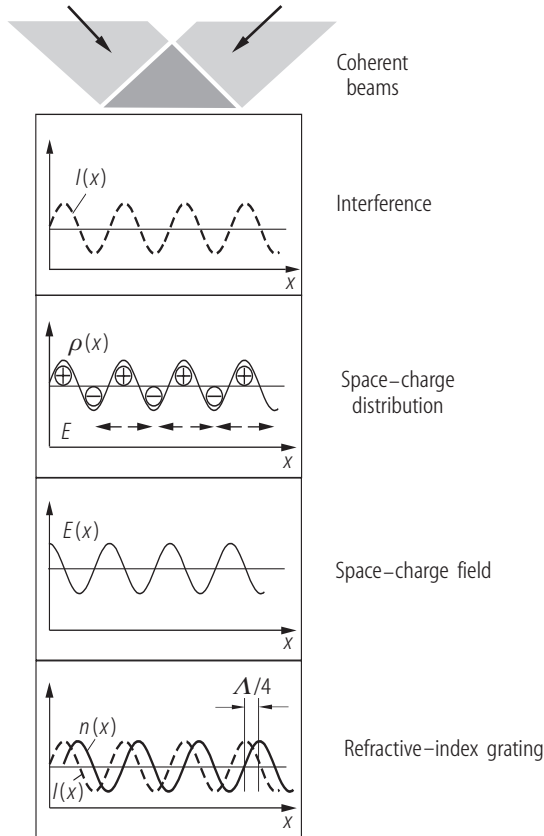 Coherent
beams
I(x)
Interference
x
ρ(x)
+ + + +
− − −
Space–charge
distribution
E
x
E(x)
Space–charge field
x
Λ/4
n(x)
Refractive–index grating
I(x)
x